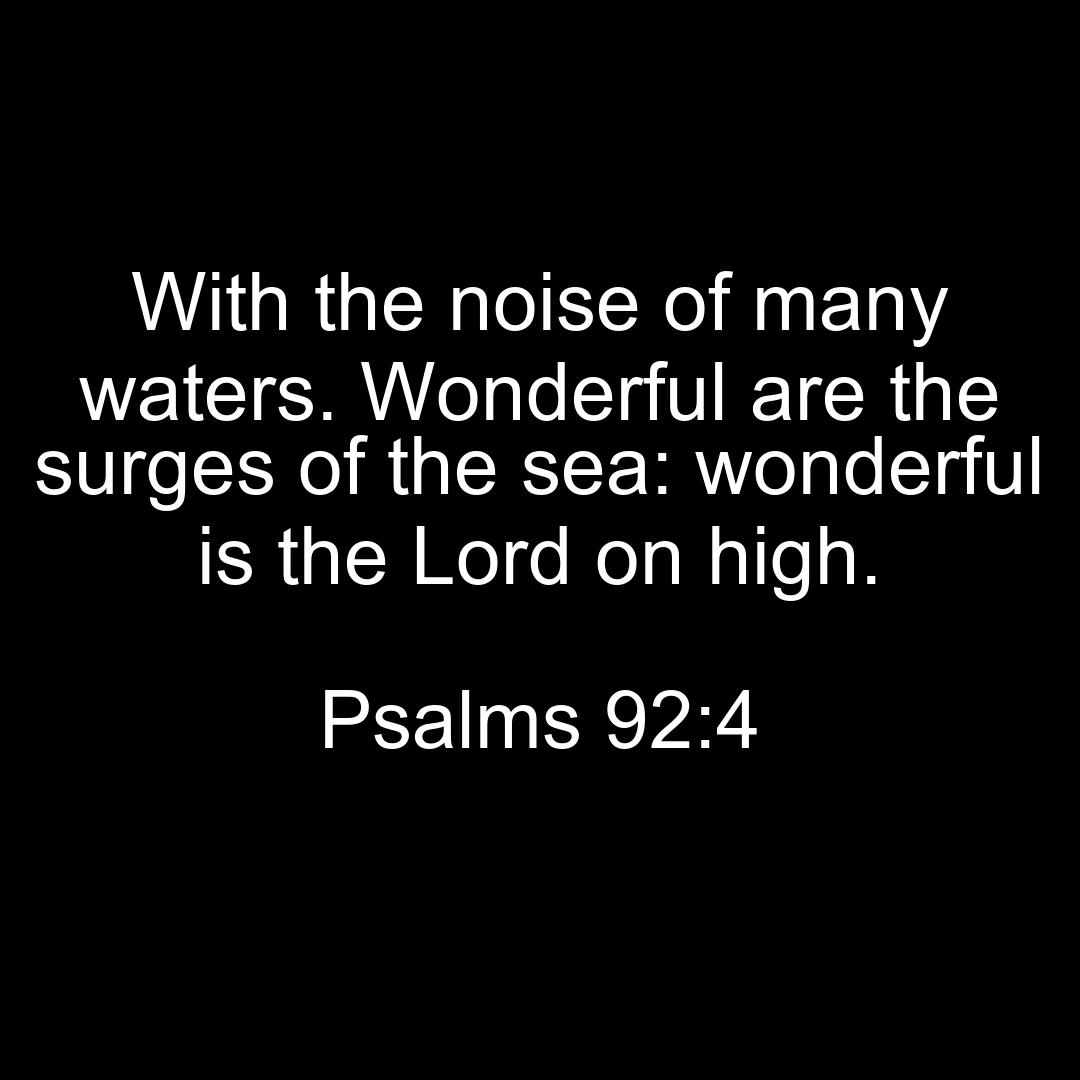 With the noise of many
waters. Wonderful are the
surges of the sea: wonderful
is the Lord on high.
Psalms 92:4